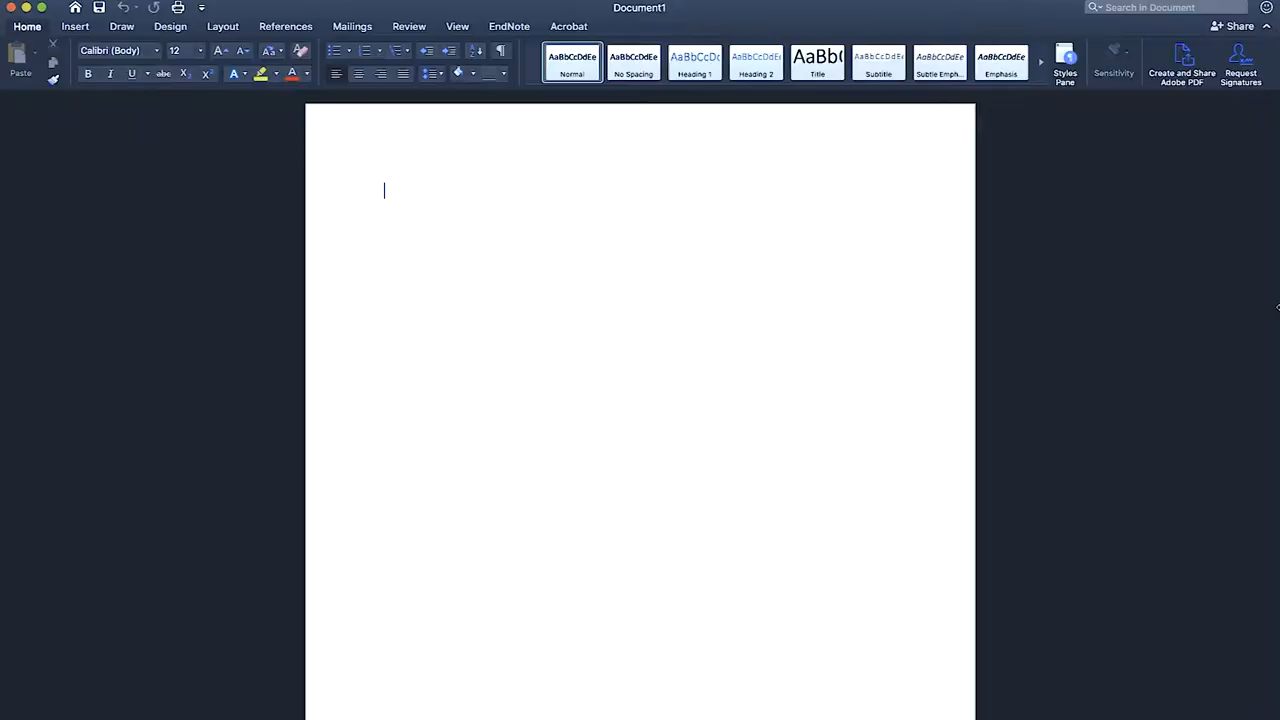 Document1
Search in Document
Home Insert Draw Design Layout References Mailings Review View EndNote Acrobat Share
Paste
Calibri (Body) 12
AaBbCcDdEe AaBbCcDdEe AaBbCcDc AaBbCcDdEe AaBb( AaBbCcDdEe AaBbCcDdEe AaBbCcDdEe
Normal No Spacing Heading 1 Heading 2 Title Subtitle Subtle Emph... Emphasis
Styles
Pane
Sensitivity
Create and Share
Adobe PDF
Request
Signatures